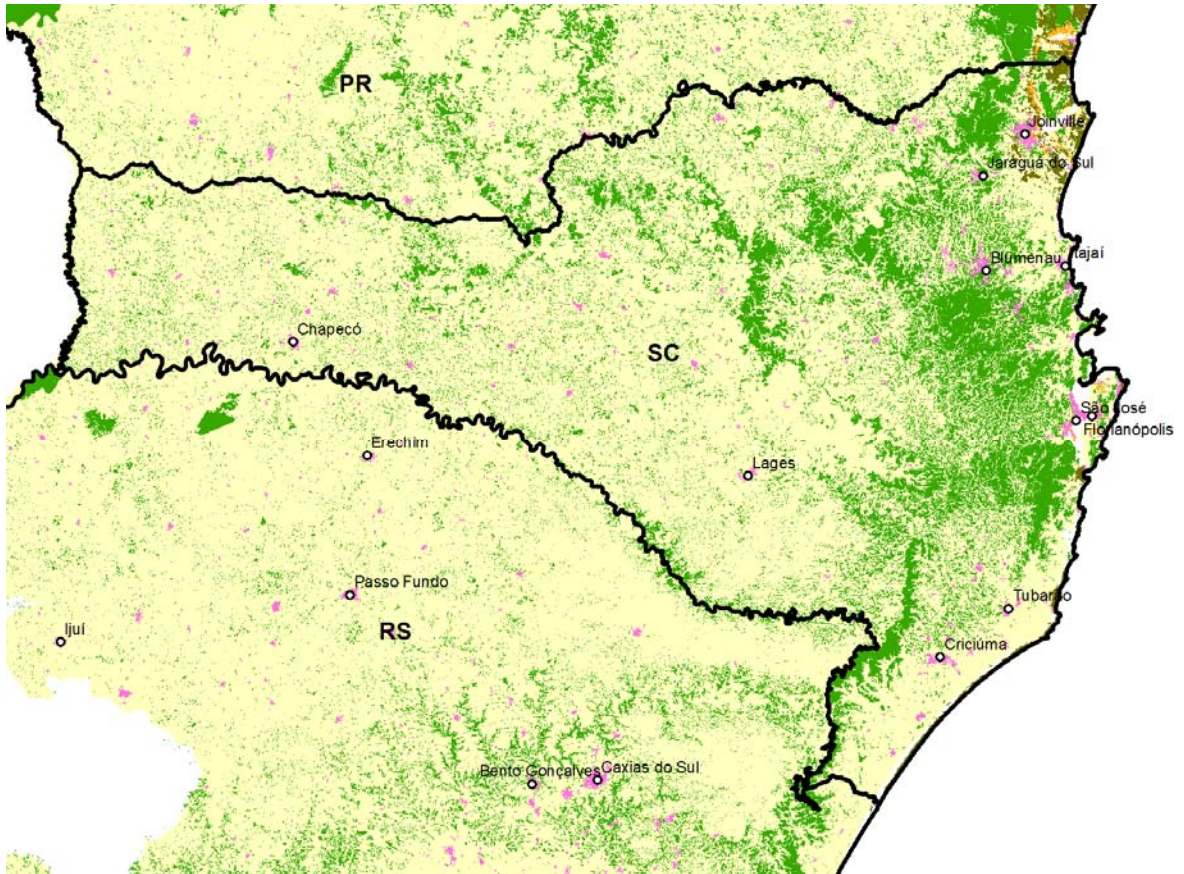 PR
Joinville
Jaraguá do Sul
Blumenau
Itajaí
Chapecó
SC
São José
Florianópolis
Erechim
Lages
Passo Fundo
Tubarão
RS
Ijuí
Criciúma
Bento Gonçalves
Caxias do Sul